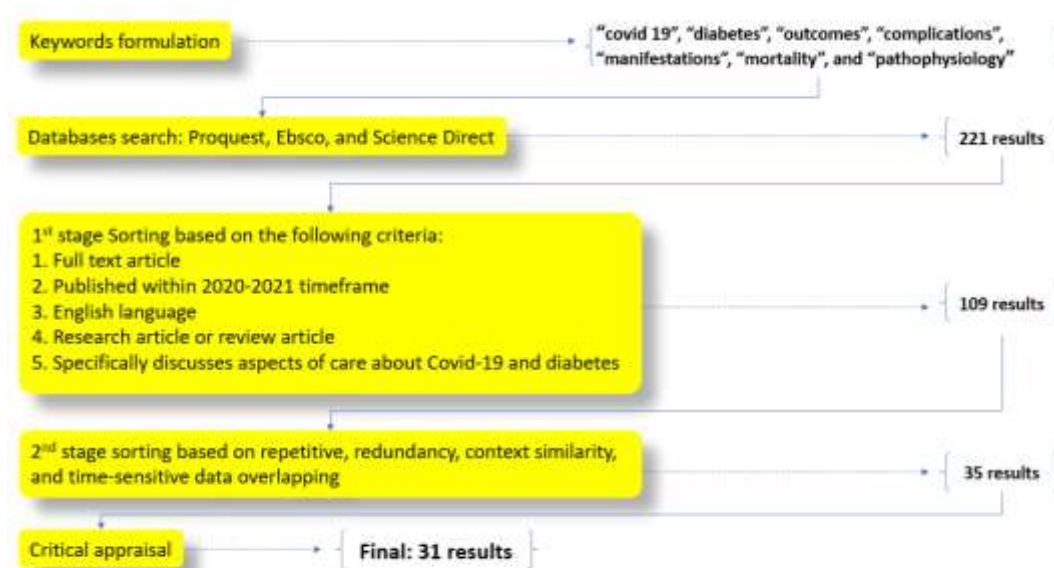 Keywords formulation
“covid 19”, “diabetes”, “outcomes”, “complications”,
“manifestations”, “mortality”, and “pathophysiology”
Databases search: Proquest, Ebsco, and Science Direct
221 results
1st stage Sorting based on the following criteria:
1. Full text article
2. Published within 2020-2021 timeframe
3. English language
4. Research article or review article
5. Specifically discusses aspects of care about Covid-19 and diabetes
109 results
2nd stage sorting based on repetitive, redundancy, context similarity,
and time-sensitive data overlapping
35 results
Critical appraisal
Final: 31 results